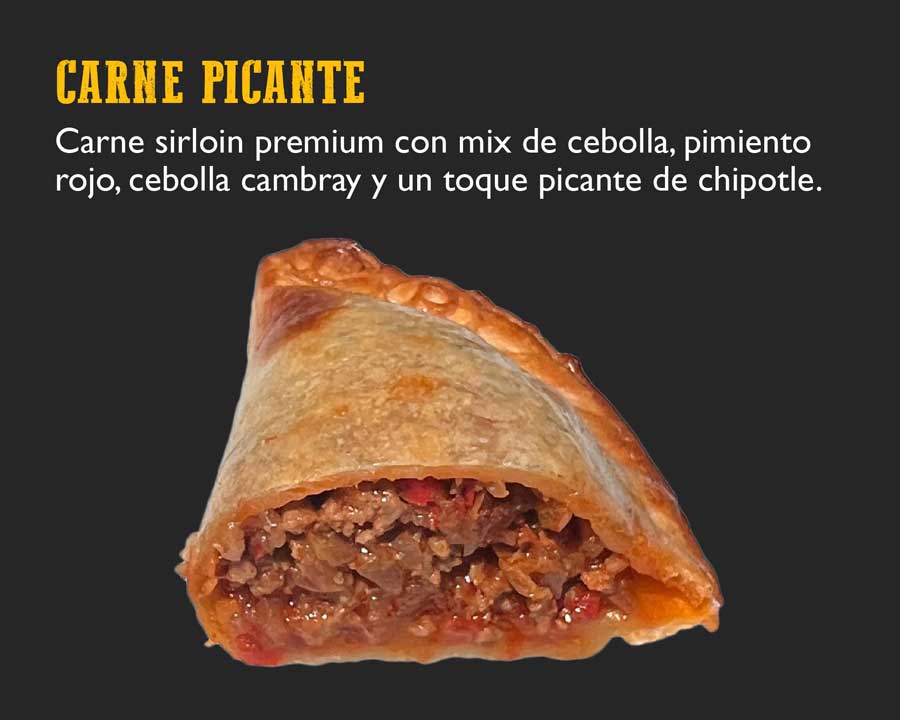 CARNE PICANTE
Carne sirloin premium con mix de cebolla, pimiento
rojo, cebolla cambray y un toque picante de chipotle.